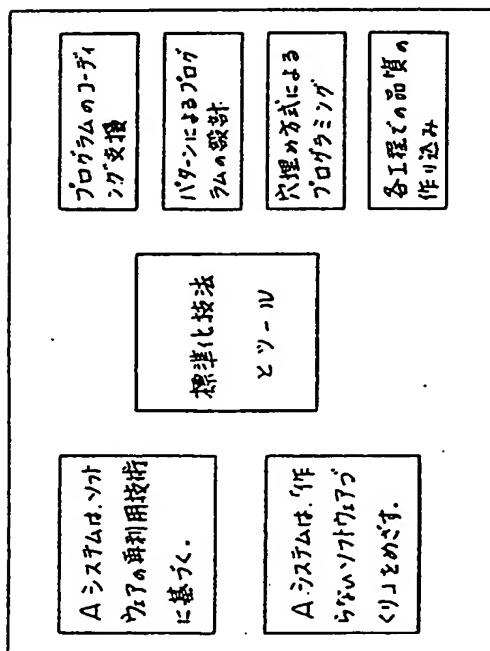 Aシステムは、ソフト
ウェアの再利用技術
に基づく。
Aシステムは、「作
らないソフトウェアづ
くり」をめざす。
標準化技法
とツール
プログラムのコーディ
ング支援
パターンによるプログ
ラムの設計
穴埋め方式による
プログラミング
各工程での品質の
作り込み